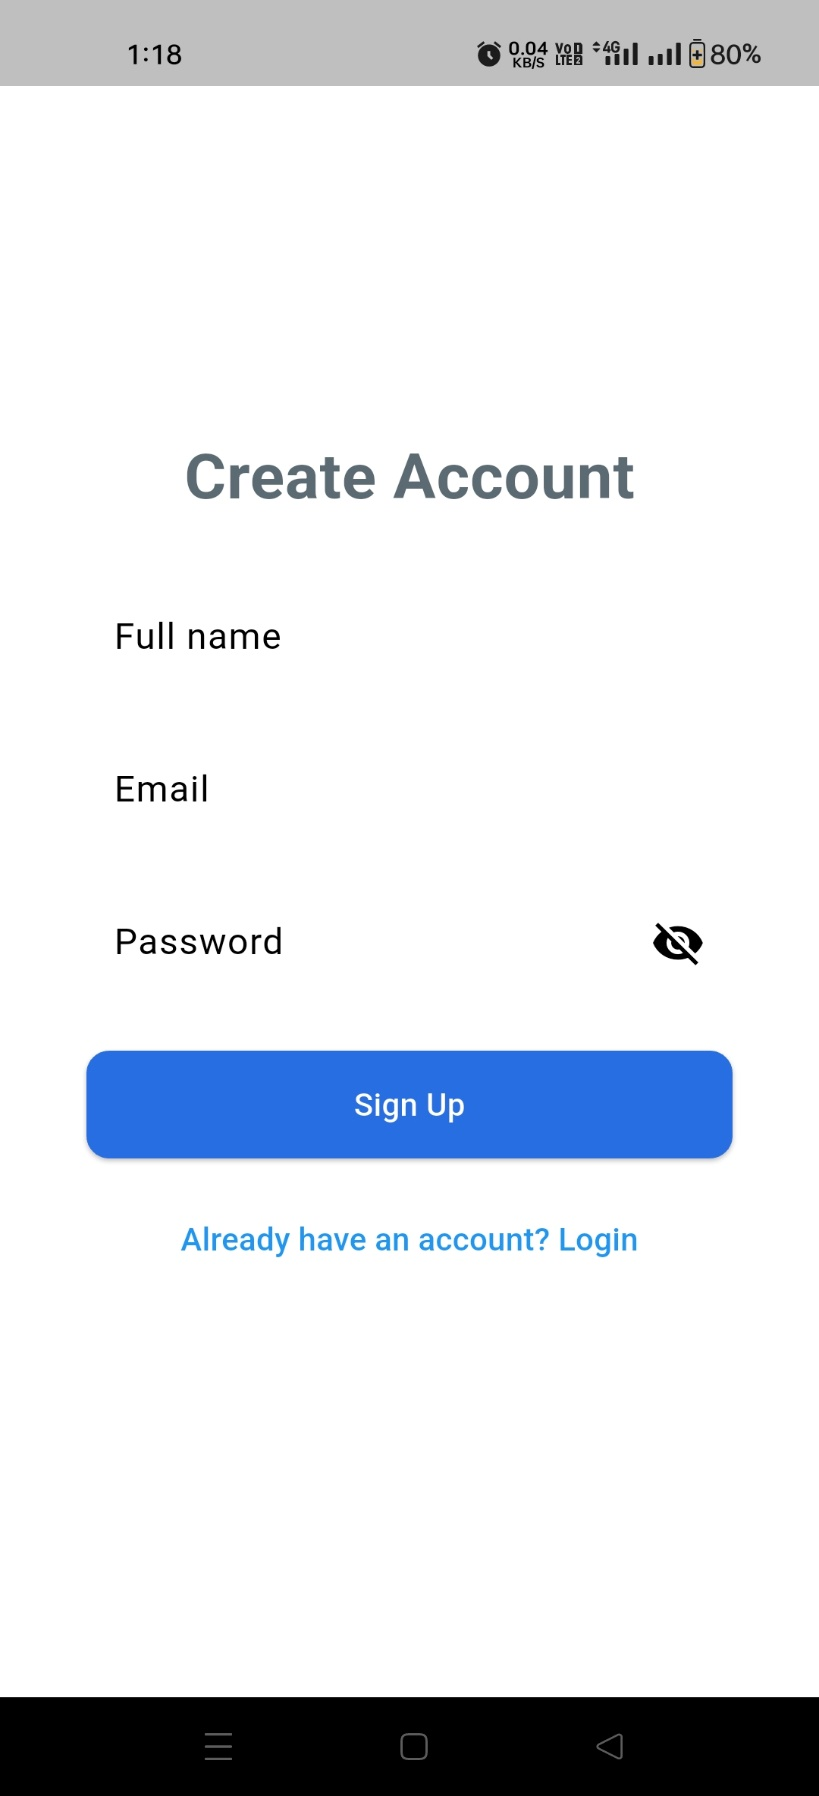 1:18 0.04 KB/S VoD LTE2 4G 80%
Create Account
Full name
Email
Password
Sign Up
Already have an account? Login